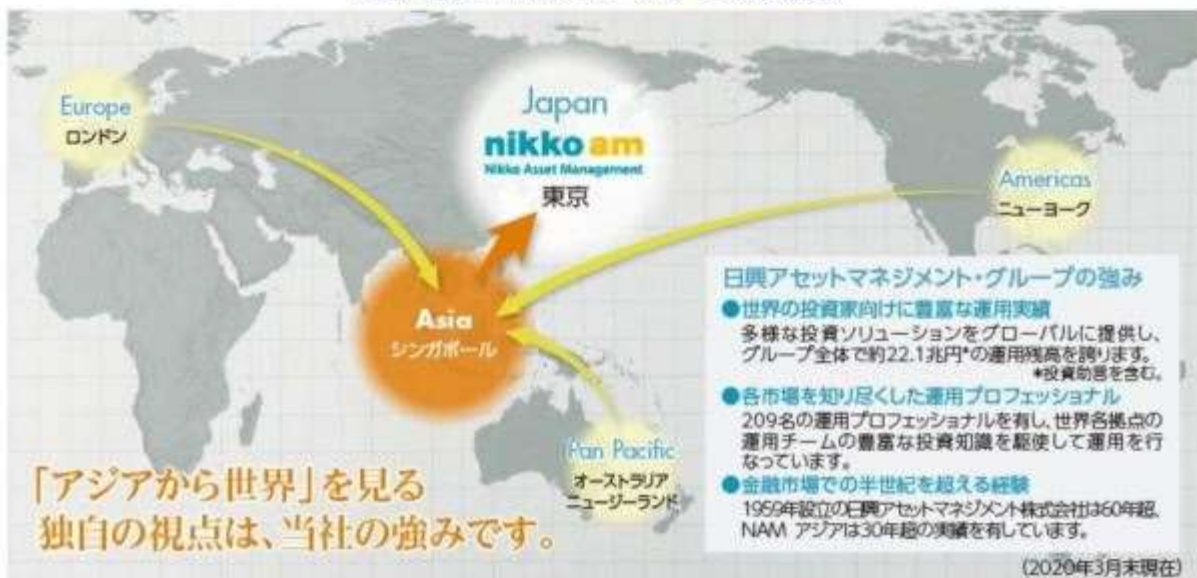 Europe
ロンドン
Japan
nikko am
Nikko Asset Management
東京
Americas
ニューヨーク
Asia
シンガポール
Pan Pacific
オーストラリア
ニュージーランド
「アジアから世界」を見る
独自の視点は、当社の強みです。
日興アセットマネジメント・グループの強み
●世界の投資家向けに豊富な運用実績
多様な投資ソリューションをグローバルに提供し、
グループ全体で約22.1兆円*の運用残高を誇ります。
*投資助言を含む。
●各市場を知り尽くした運用プロフェッショナル
209名の運用プロフェッショナルを有し、世界各拠点の
運用チームの豊富な投資知識を駆使して運用を行
なっています。
●金融市場での半世紀を超える経験
1959年設立の日興アセットマネジメント株式会社は60年超、
NAM アジアは30年超の実績を有しています。
(2020年3月末現在)